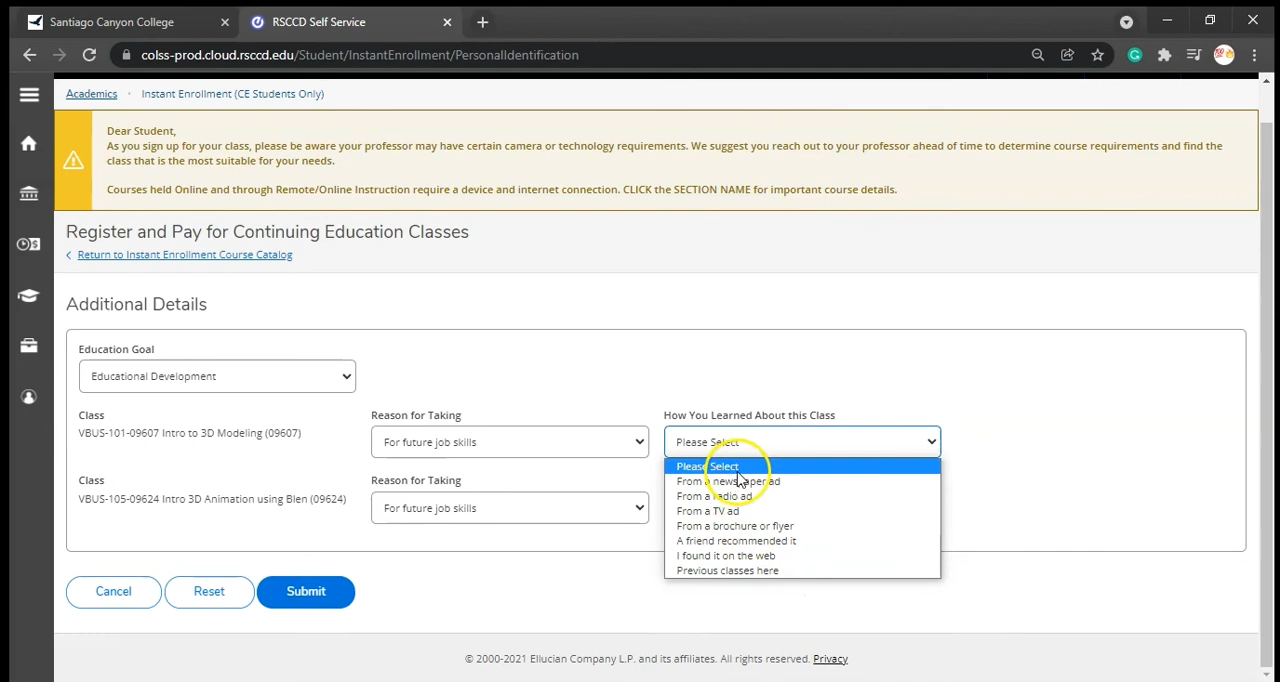 Santiago Canyon College
RSCCD Self Service
colss-prod.cloud.rsccd.edu/Student/InstantEnrollment/PersonalIdentification
Academics · Instant Enrollment (CE Students Only)
Dear Student,
As you sign up for your class, please be aware your professor may have certain camera or technology requirements. We suggest you reach out to your professor ahead of time to determine course requirements and find the
class that is the most suitable for your needs.
Courses held Online and through Remote/Online Instruction require a device and internet connection. CLICK the SECTION NAME for important course details.
Register and Pay for Continuing Education Classes
< Return to Instant Enrollment Course Catalog
Additional Details
Education Goal
Educational Development
Class
VBUS-101-09607 Intro to 3D Modeling (09607)
Reason for Taking
For future job skills
How You Learned About this Class
Please Select
Please Select
From a newspaper ad
From a radio ad
From a TV ad
From a brochure or flyer
A friend recommended it
I found it on the web
Previous classes here
Class
VBUS-105-09624 Intro 3D Animation using Blen (09624)
Reason for Taking
For future job skills
Cancel
Reset
Submit
© 2000-2021 Ellucian Company L.P. and its affiliates. All rights reserved. Privacy